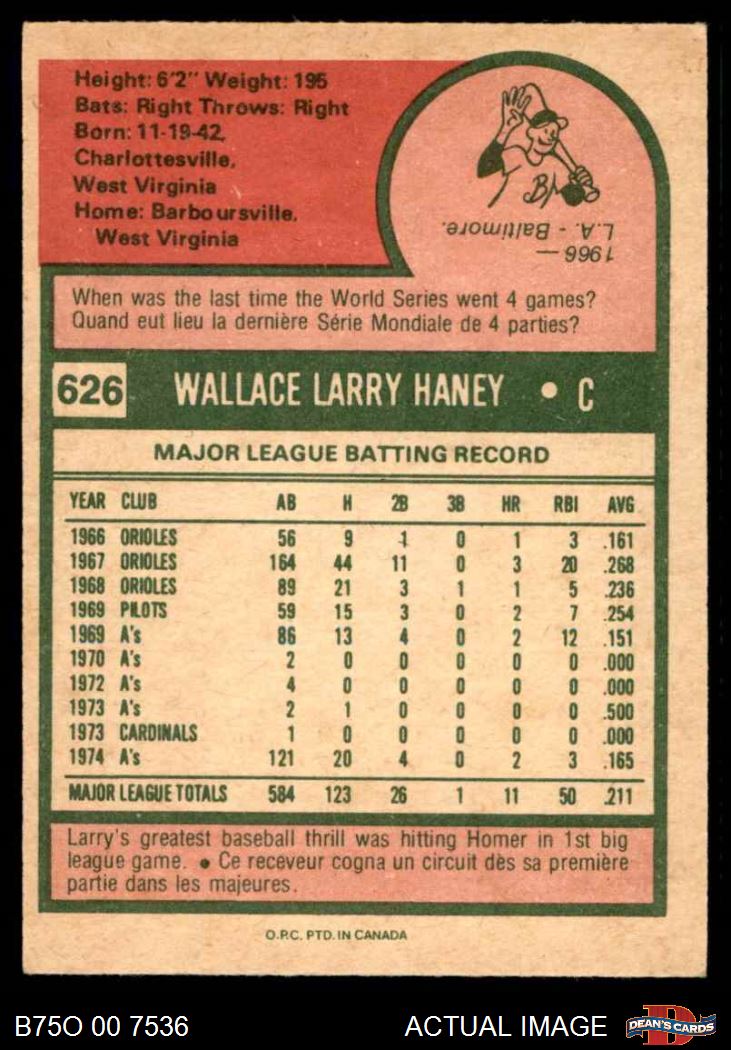 Height: 6'2" Weight: 195
Bats: Right Throws: Right
Born: 11-19-42,
Charlottesville,
West Virginia
Home: Barboursville,
West Virginia
1966 —
L.A. - Baltimore.
When was the last time the World Series went 4 games?
Quand eut lieu la dernière Série Mondiale de 4 parties?
626 WALLACE LARRY HANEY • C
MAJOR LEAGUE BATTING RECORD
YEAR CLUB AB H 2B 3B HR RBI AVG
1966 ORIOLES 56 9 1 0 1 3 .161
1967 ORIOLES 164 44 11 0 3 20 .268
1968 ORIOLES 89 21 3 1 1 5 .236
1969 PILOTS 59 15 3 0 2 7 .254
1969 A's 86 13 4 0 2 12 .151
1970 A's 2 0 0 0 0 0 .000
1972 A's 4 0 0 0 0 0 .000
1973 A's 2 1 0 0 0 0 .500
1973 CARDINALS 1 0 0 0 0 0 .000
1974 A's 121 20 4 0 2 3 .165
MAJOR LEAGUE TOTALS 584 123 26 1 11 50 .211
Larry's greatest baseball thrill was hitting Homer in 1st big
league game. • Ce receveur cogna un circuit dès sa première
partie dans les majeures.
O.P.C. PTD. IN CANADA
B75O 00 7536 ACTUAL IMAGE DEAN'S CARDS